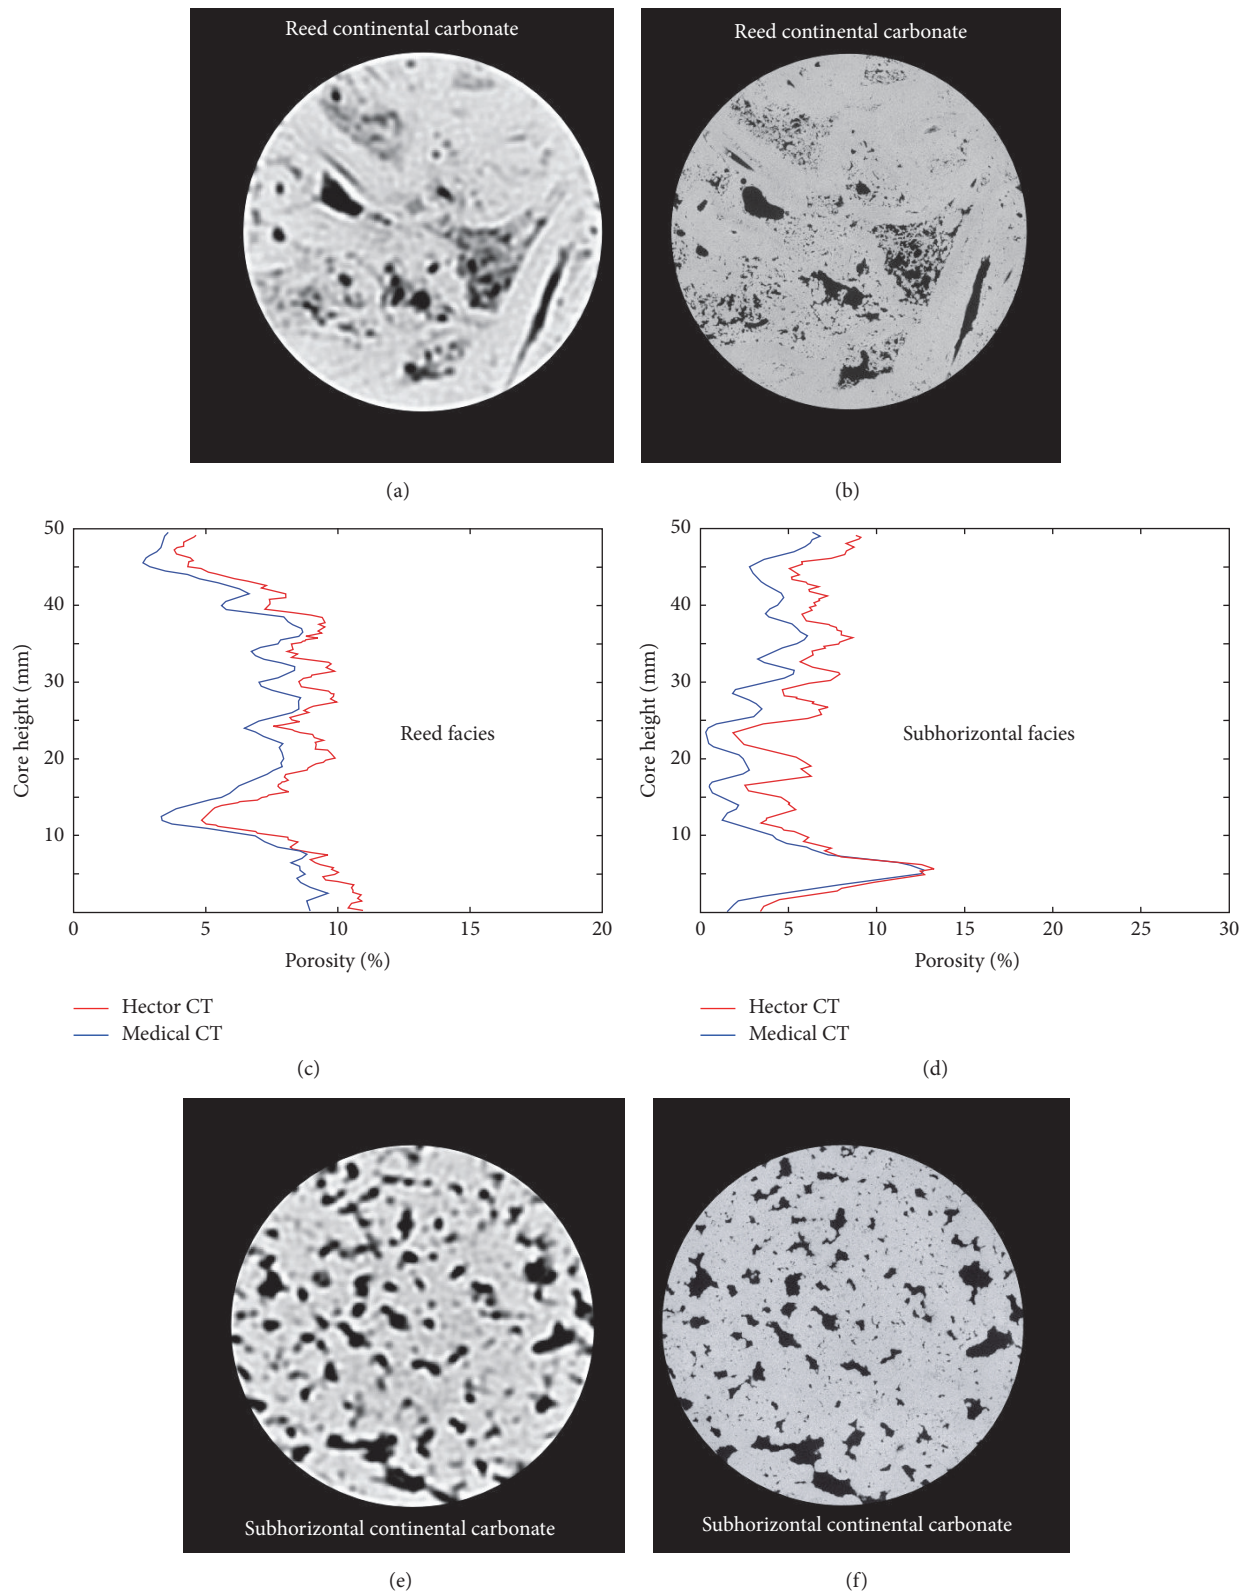 Reed continental carbonate
Reed continental carbonate
(a)
(b)
50
40
30
20
10
Core height (mm)
Reed facies
0
5
10
15
20
Porosity (%)
Hector CT
Medical CT
(c)
50
40
30
20
10
Core height (mm)
Subhorizontal facies
0
5
10
15
20
25
30
Porosity (%)
Hector CT
Medical CT
(d)
Subhorizontal continental carbonate
Subhorizontal continental carbonate
(e)
(f)